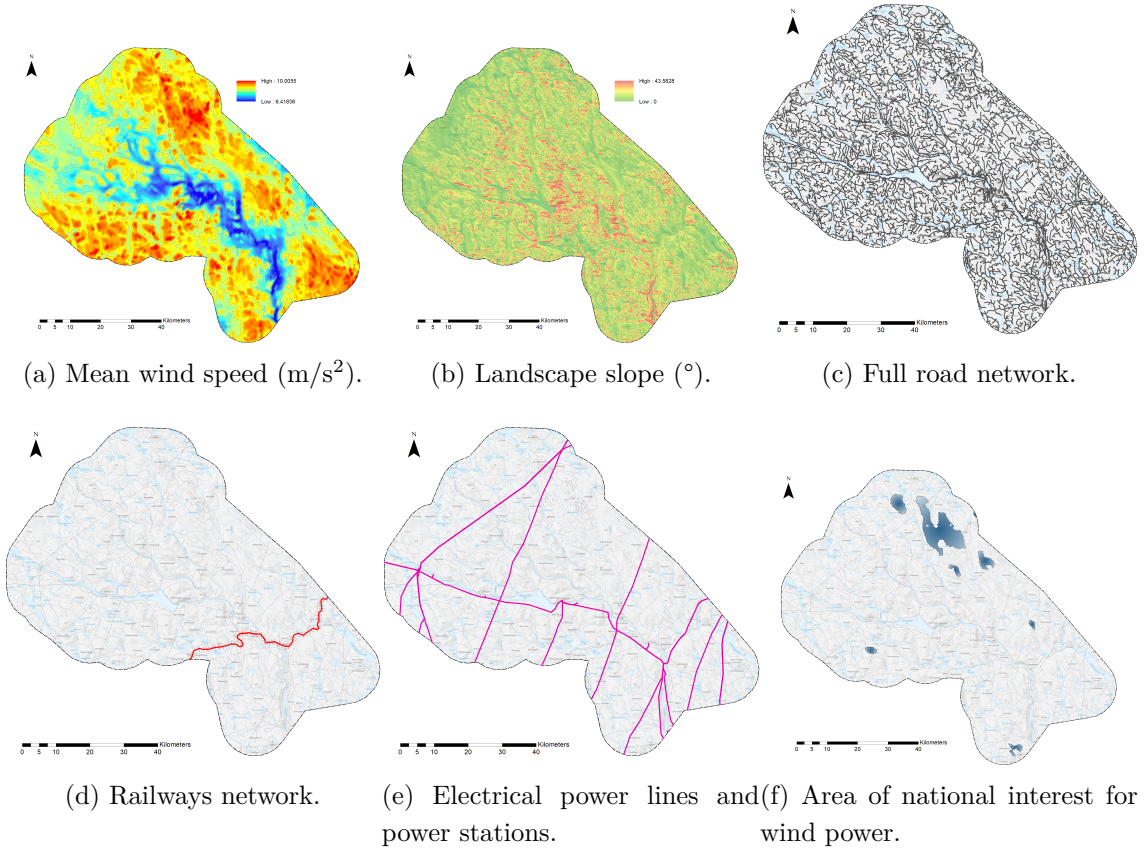 N
High : 10.0055
Low : 6.41836
Kilometers
0 5 10 20 30 40
(a) Mean wind speed (m/s²).
N
High : 43.5828
Low : 0
Kilometers
0 5 10 20 30 40
(b) Landscape slope (°).
N
Kilometers
0 5 10 20 30 40
(c) Full road network.
N
Kilometers
0 5 10 20 30 40
(d) Railways network.
N
Kilometers
0 5 10 20 30 40
(e) Electrical power lines and
power stations.
N
Kilometers
0 5 10 20 30 40
(f) Area of national interest for
wind power.